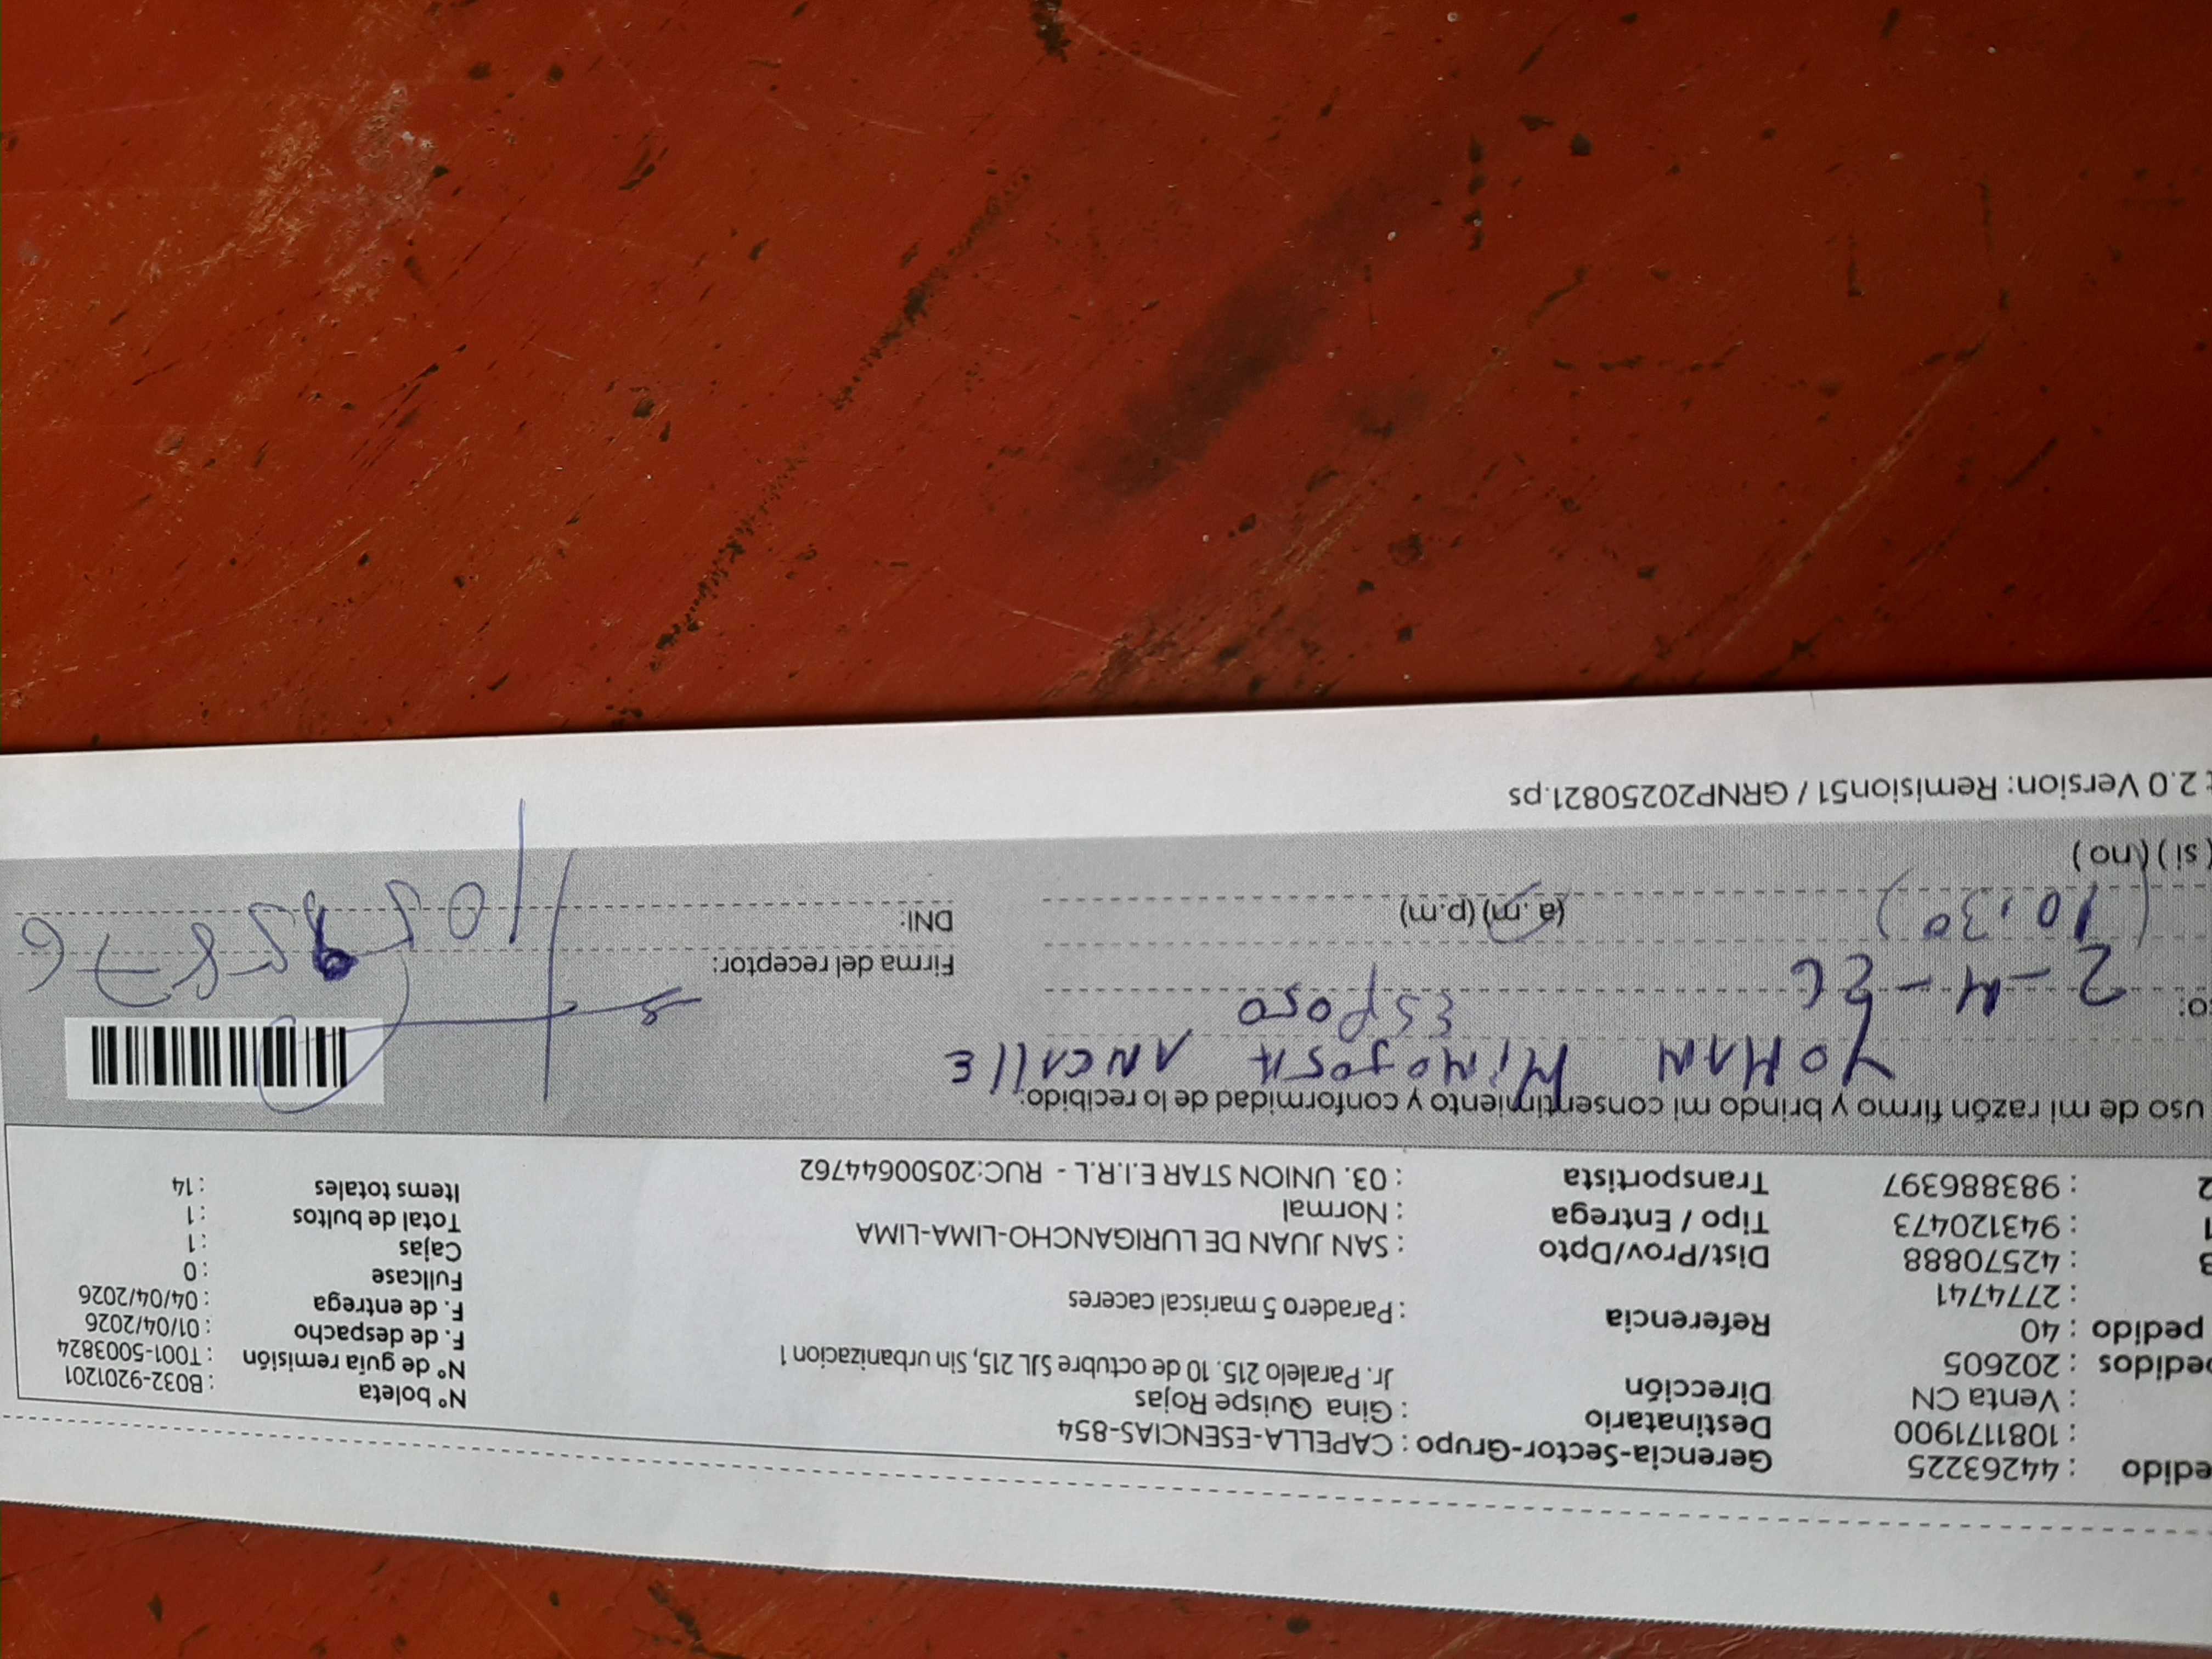 edido : 44263225 Gerencia-Sector-Grupo : CAPELLA-ESENCIAS-854 Nº boleta : B032-9201201
: 108117190O Destinatario : Gina Quispe Rojas Nº de guía remisión : T001-5003824
: Venta CN Dirección Jr. Paralelo 215. 10 de octubre SJL 215, Sin urbanizacion 1 F. de despacho : 01/04/2026
edidos : 202605 F. de entrega : 04/04/2026
pedido : 40 Referencia : Paradero 5 mariscal caceres Fullcase : 0
: 2774741 Cajas : 1
3 : 42570888 Dist/Prov/Dpto : SAN JUAN DE LURIGANCHO-LIMA-LIMA Total de bultos : 1
1 : 943120473 Tipo / Entrega : Normal Items totales : 14
2 : 983886397 Transportista : 03. UNION STAR E.I.R.L - RUC:20500644762
uso de mi razón firmo y brindo mi consentimiento y conformidad de lo recibido:
YOMAN HINOJOSA ANCALLE
o: 2-M-EC ESPOSO Firma del receptor:
(10:30) (a.m) (p.m) DNI:
(si) (no)
2.0 Version: Remision51 / GRNP20250821.ps